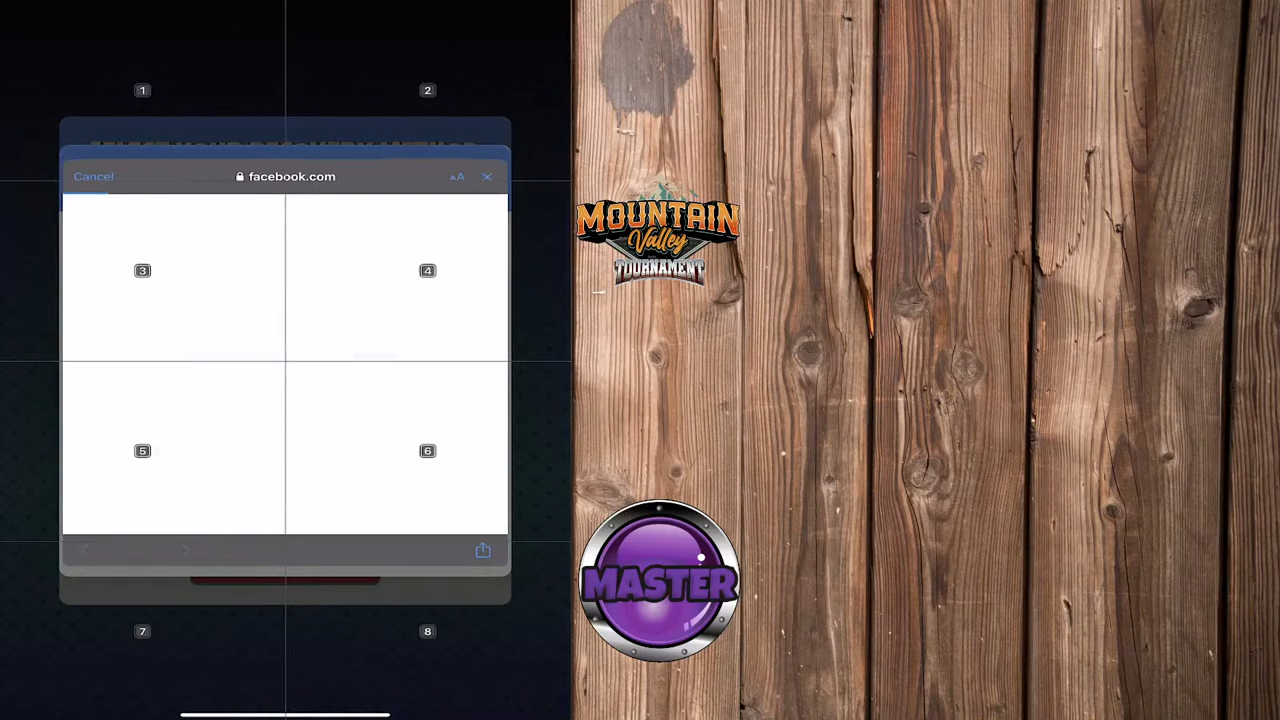 1
2
Cancel
facebook.com
AA
3
4
MOUNTAIN
Valley
TOURNAMENT
5
6
MASTER
7
8